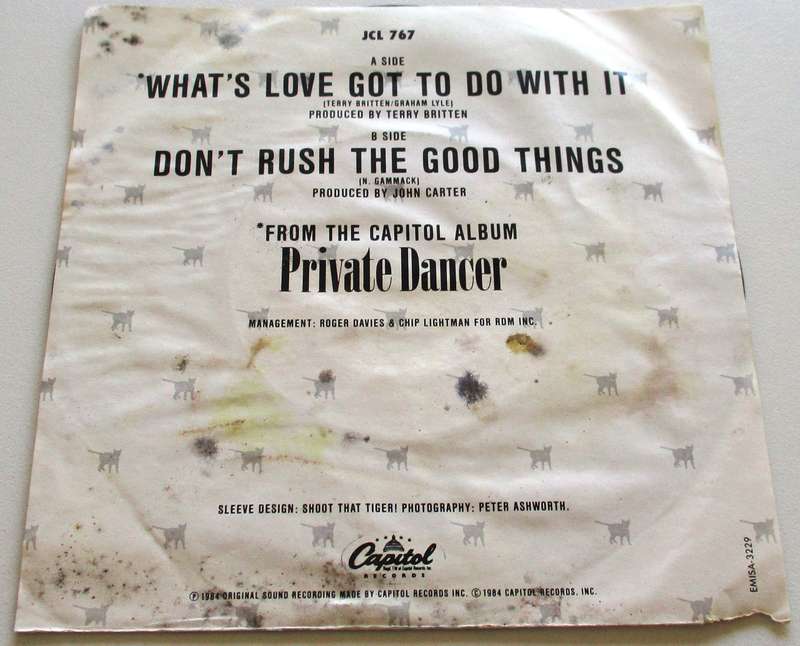 JCL 767
A SIDE
*WHAT'S LOVE GOT TO DO WITH IT
(TERRY BRITTEN/GRAHAM LYLE)
PRODUCED BY TERRY BRITTEN
B SIDE
DON'T RUSH THE GOOD THINGS
(N. GAMMACK)
PRODUCED BY JOHN CARTER
*FROM THE CAPITOL ALBUM
Private Dancer
MANAGEMENT: ROGER DAVIES & CHIP LIGHTMAN FOR RDM INC.
SLEEVE DESIGN: SHOOT THAT TIGER! PHOTOGRAPHY: PETER ASHWORTH.
Capitol
RECORDS
℗ 1984 ORIGINAL SOUND RECORDING MADE BY CAPITOL RECORDS INC. © 1984 CAPITOL RECORDS, INC.
EMISA-3229